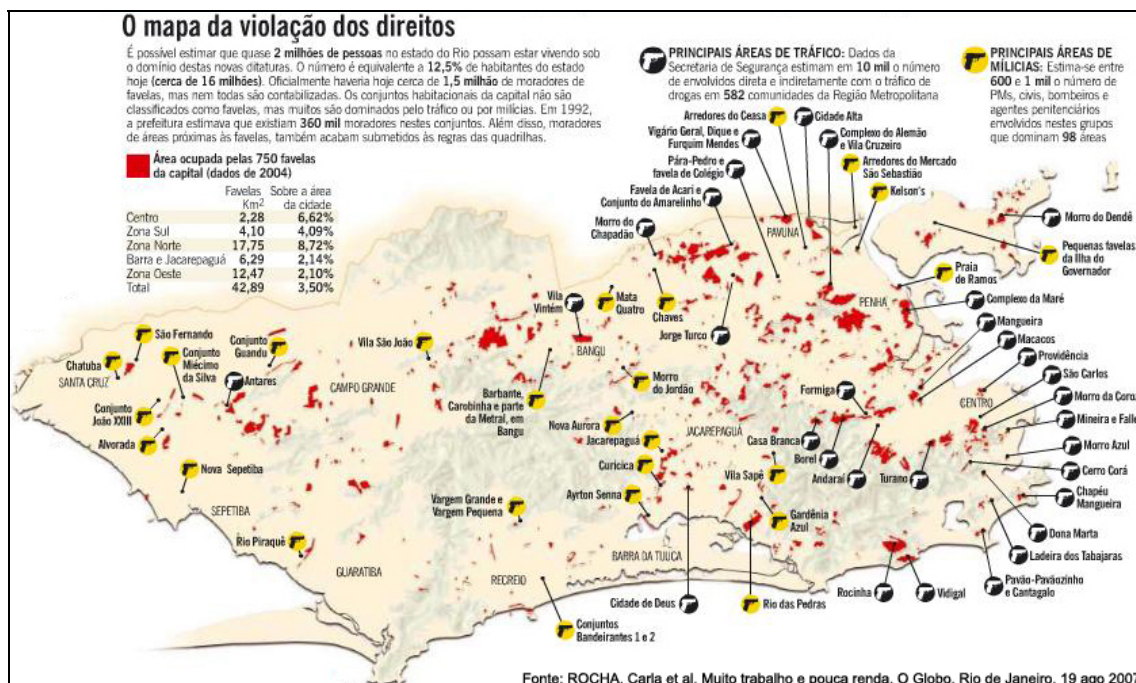 O mapa da violação dos direitos
É possível estimar que quase 2 milhões de pessoas no estado do Rio possam estar vivendo sob
o domínio destas novas ditaturas. O número é equivalente a 12,5% de habitantes do estado
hoje (cerca de 16 milhões). Oficialmente haveria hoje cerca de 1,5 milhão de moradores de
favelas, mas nem todas são contabilizadas. Os conjuntos habitacionais da capital não são
classificados como favelas, mas muitos são dominados pelo tráfico ou por milícias. Em 1992,
a prefeitura estimava que existiam 360 mil moradores nestes conjuntos. Além disso, moradores
de áreas próximas às favelas, também acabam submetidos às regras das quadrilhas.
Área ocupada pelas 750 favelas
da capital (dados de 2004)
Favelas Sobre a área
Km2 da cidade
Centro 2,28 6,62%
Zona Sul 4,10 4,09%
Zona Norte 17,75 8,72%
Barra e Jacarepaguá 6,29 2,14%
Zona Oeste 12,47 2,10%
Total 42,89 3,50%
PRINCIPAIS ÁREAS DE TRÁFICO: Dados da
Secretaria de Segurança estimam em 10 mil o número
de envolvidos direta e indiretamente com o tráfico de
drogas em 582 comunidades da Região Metropolitana
PRINCIPAIS ÁREAS DE
MÍLICIAS: Estima-se entre
600 e 1 mil o número de
PMs, civis, bombeiros e
agentes penitenciários
envolvidos nestes grupos
que dominam 98 áreas
Arredores do Ceasa
Cidade Alta
Vigário Geral, Dique e
Furquim Mendes
Complexo do Alemão
e Vila Cruzeiro
Pára-Pedro e
favela de Colégio
Arredores do Mercado
São Sebastião
Favela de Acari e
Conjunto do Amarelinho
Kelson's
Morro do
Chapadão
PAVUNA
Morro do Dendê
Pequenas favelas
da Ilha do
Governador
Praia
de Ramos
PENHA
Complexo da Maré
Vila
Vintém
Mata
Quatro
Chaves
Jorge Turco
Mangueira
Macacos
Providência
São Carlos
Morro da Coroa
Mineira e Falle
Morro Azul
Cerro Corá
Chapéu
Mangueira
Dona Marta
Ladeira dos Tabajaras
Pavão-Pavãozinho
e Cantagalo
CENTRO
São Fernando
Chatuba
SANTA CRUZ
Conjunto
Miécimo
da Silva
Conjunto
Guandu
Antares
Vila São João
BANGU
CAMPO GRANDE
Conjunto
João XXIII
Alvorada
Nova Sepetiba
SEPETIBA
Rio Piraquê
GUARATIBA
Barbante,
Carobinha e parte
da Metral, em
Bangu
Morro
do Jordão
Nova Aurora
Jacarepaguá
JACAREPAGUÁ
Curicica
Ayrton Senna
Vargem Grande e
Vargem Pequena
Formiga
Casa Branca
Borel
Andaraí
Turano
Vila Sapê
Gardênia
Azul
BARRA DA TIJUCA
RECREIO
Conjuntos
Bandeirantes 1 e 2
Cidade de Deus
Rio das Pedras
Rocinha
Vidigal
Fonte: ROCHA, Carla et al. Muito trabalho e pouca renda. O Globo, Rio de Janeiro, 19 ago 2007